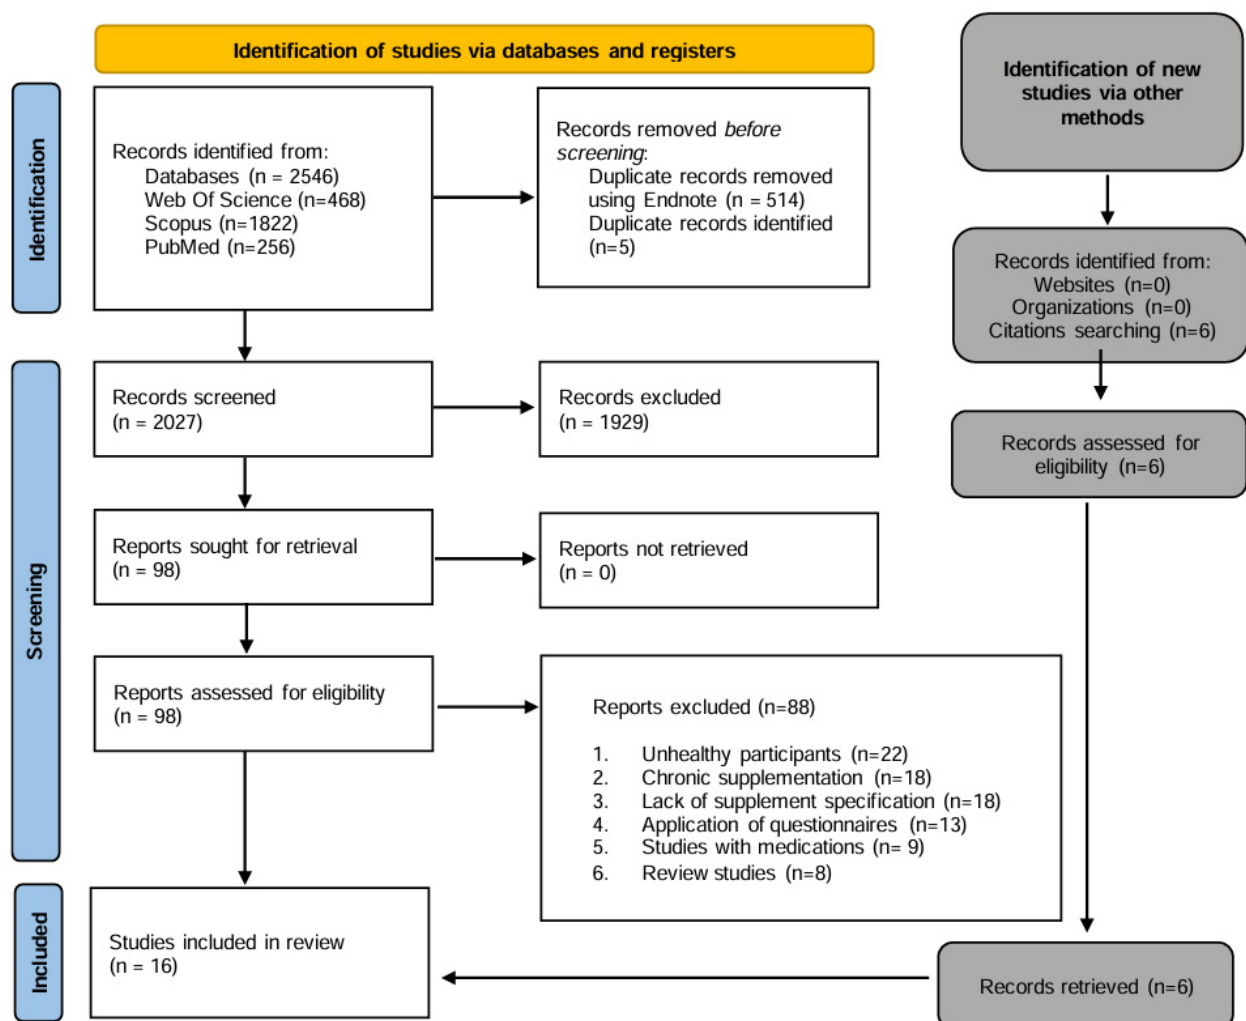 Identification of studies via databases and registers
Identification
Records identified from:
Databases (n = 2546)
Web Of Science (n=468)
Scopus (n=1822)
PubMed (n=256)
Records removed before
screening:
Duplicate records removed
using Endnote (n = 514)
Duplicate records identified
(n=5)
Screening
Records screened
(n = 2027)
Records excluded
(n = 1929)
Reports sought for retrieval
(n = 98)
Reports not retrieved
(n = 0)
Reports assessed for eligibility
(n = 98)
Reports excluded (n=88)
1. Unhealthy participants (n=22)
2. Chronic supplementation (n=18)
3. Lack of supplement specification (n=18)
4. Application of questionnaires (n=13)
5. Studies with medications (n= 9)
6. Review studies (n=8)
Included
Studies included in review
(n = 16)
Identification of new
studies via other
methods
Records identified from:
Websites (n=0)
Organizations (n=0)
Citations searching (n=6)
Records assessed for
eligibility (n=6)
Records retrieved (n=6)